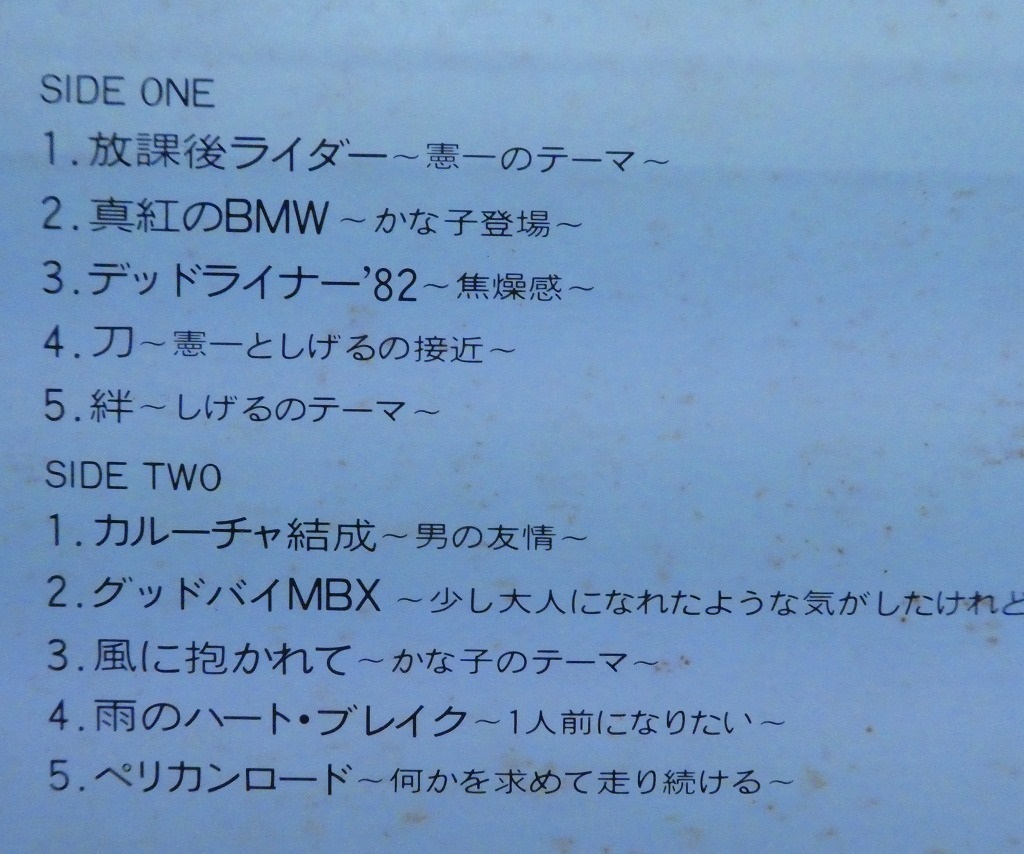 SIDE ONE
1.放課後ライダー～憲一のテーマ～
2.真紅のBMW～かな子登場～
3.デッドライナー'82～焦燥感～
4.刀～憲一としげるの接近～
5.絆～しげるのテーマ～
SIDE TWO
1.カルーチャ結成～男の友情～
2.グッドバイMBX～少し大人になれたような気がしたけれど
3.風に抱かれて～かな子のテーマ～
4.雨のハート・ブレイク～1人前になりたい～
5.ペリカンロード～何かを求めて走り続ける～